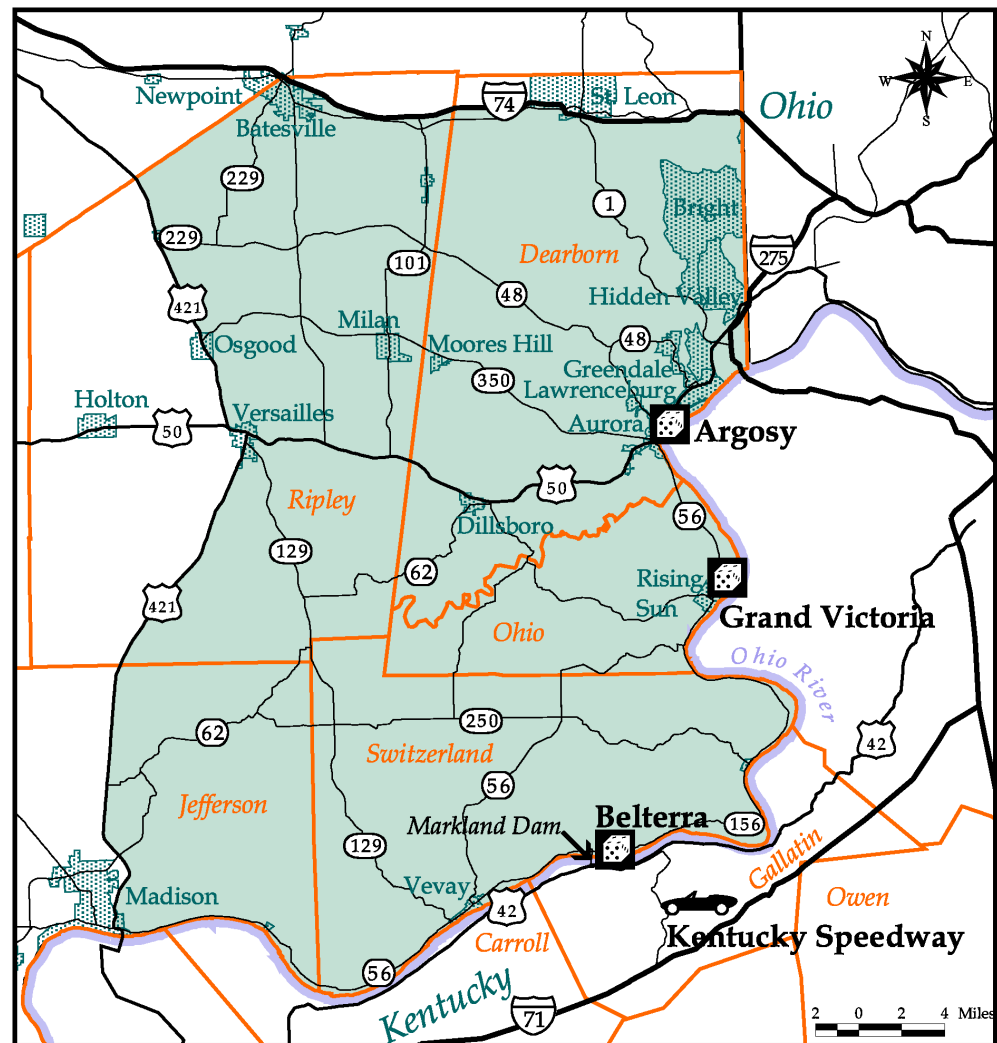 N
W E
S
Newpoint
Batesville
74
St. Leon
Ohio
229
1
Bright
229
101
Dearborn
275
421
48
Hidden Valley
Milan
Osgood
Moores Hill
48
Greendale
350
Lawrenceburg
Holton
50
Versailles
Aurora
Argosy
50
Ripley
Dillsboro
56
129
62
Rising
Sun
421
Grand Victoria
Ohio
Ohio River
250
62
Switzerland
42
56
Jefferson
Belterra
Markland Dam
156
129
Gallatin
Vevay
Madison
42
Owen
Carroll
Kentucky Speedway
56
Kentucky
71
2 0 2 4 Miles